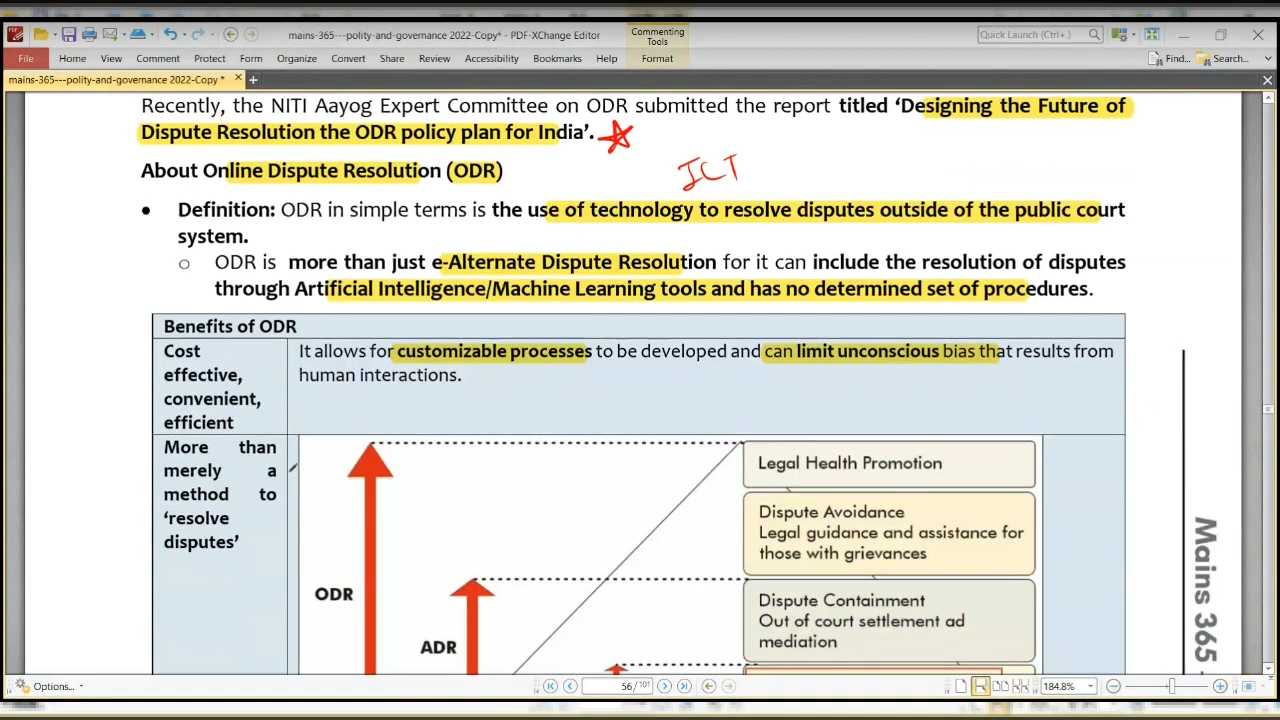 mains-365---polity-and-governance 2022-Copy* - PDF-XChange Editor
Commenting Tools
Quick Launch (Ctrl+.)
File Home View Comment Protect Form Organize Convert Share Review Accessibility Bookmarks Help Format Find... Search...
mains-365---polity-and-governance 2022-Copy *
Recently, the NITI Aayog Expert Committee on ODR submitted the report titled ‘Designing the Future of
Dispute Resolution the ODR policy plan for India’.
About Online Dispute Resolution (ODR)
ICT
• Definition: ODR in simple terms is the use of technology to resolve disputes outside of the public court
system.
o ODR is more than just e-Alternate Dispute Resolution for it can include the resolution of disputes
through Artificial Intelligence/Machine Learning tools and has no determined set of procedures.
Benefits of ODR
Cost
effective,
convenient,
efficient
It allows for customizable processes to be developed and can limit unconscious bias that results from
human interactions.
More than
merely a
method to
‘resolve
disputes’
ODR
ADR
Legal Health Promotion
Dispute Avoidance
Legal guidance and assistance for
those with grievances
Dispute Containment
Out of court settlement ad
mediation
Mains 365 -
Options...
56 /101
184.8%